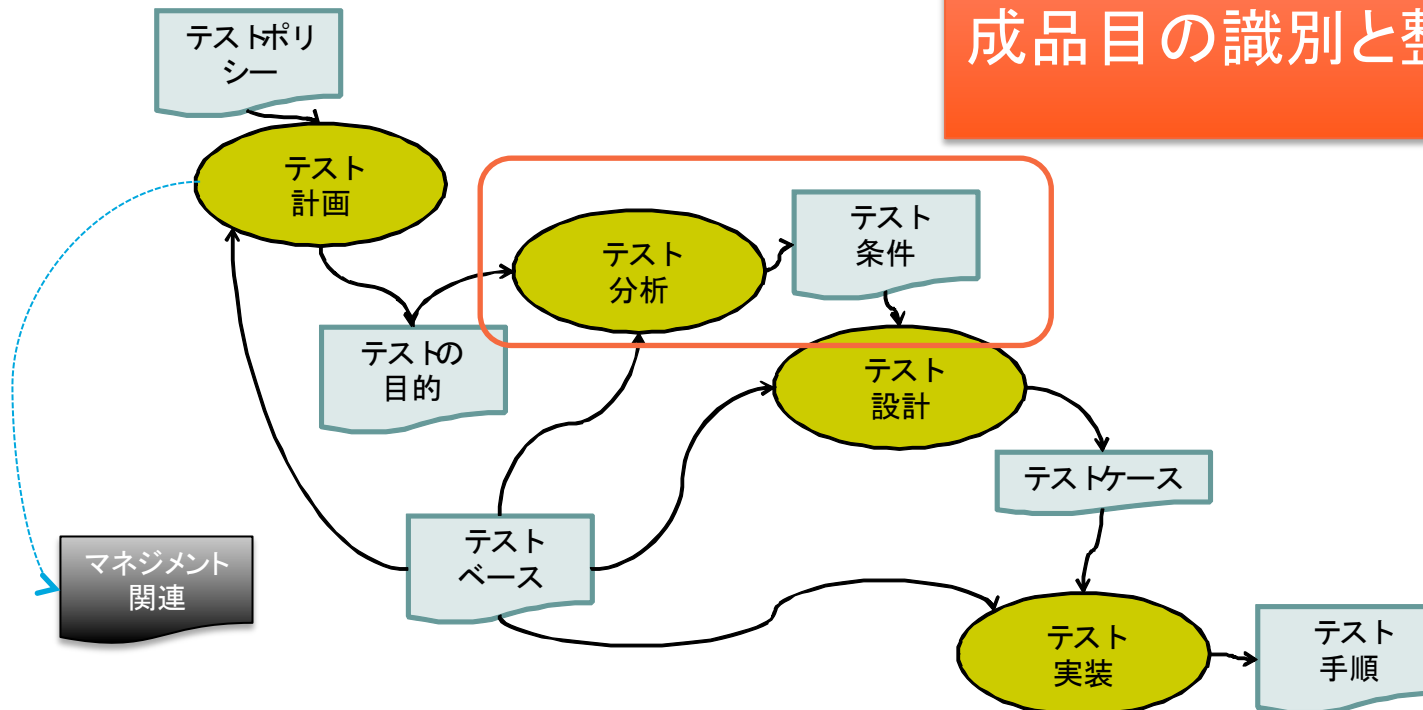 成品目の識別と整
テストポリ
シー
テスト
計画
テスト
分析
テスト
条件
テストの
目的
テスト
設計
テストケース
テスト
ベース
マネジメント
関連
テスト
実装
テスト
手順